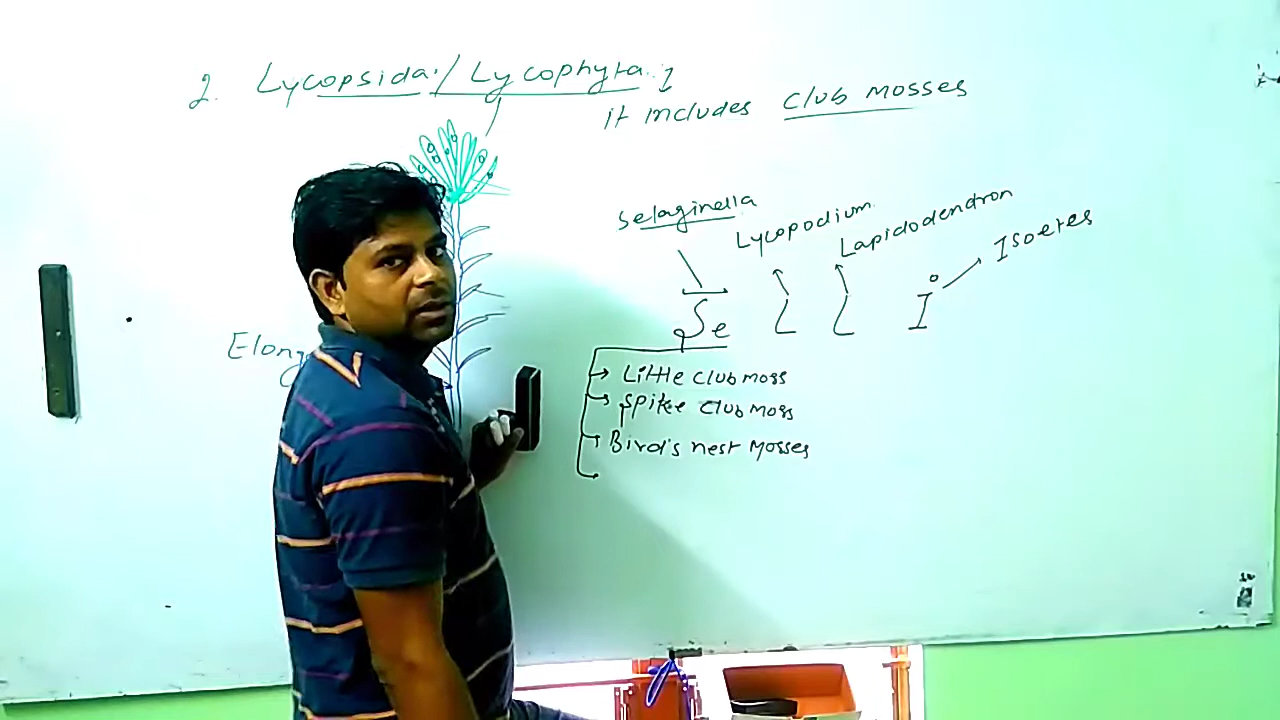 2. Lycopsida / Lycophyta :
it includes club mosses
Selaginella
Lycopodium
Lapidodendron
Isoetes
Se L L I
Elong
Little club moss
Spike club moss
Bird's nest Mosses